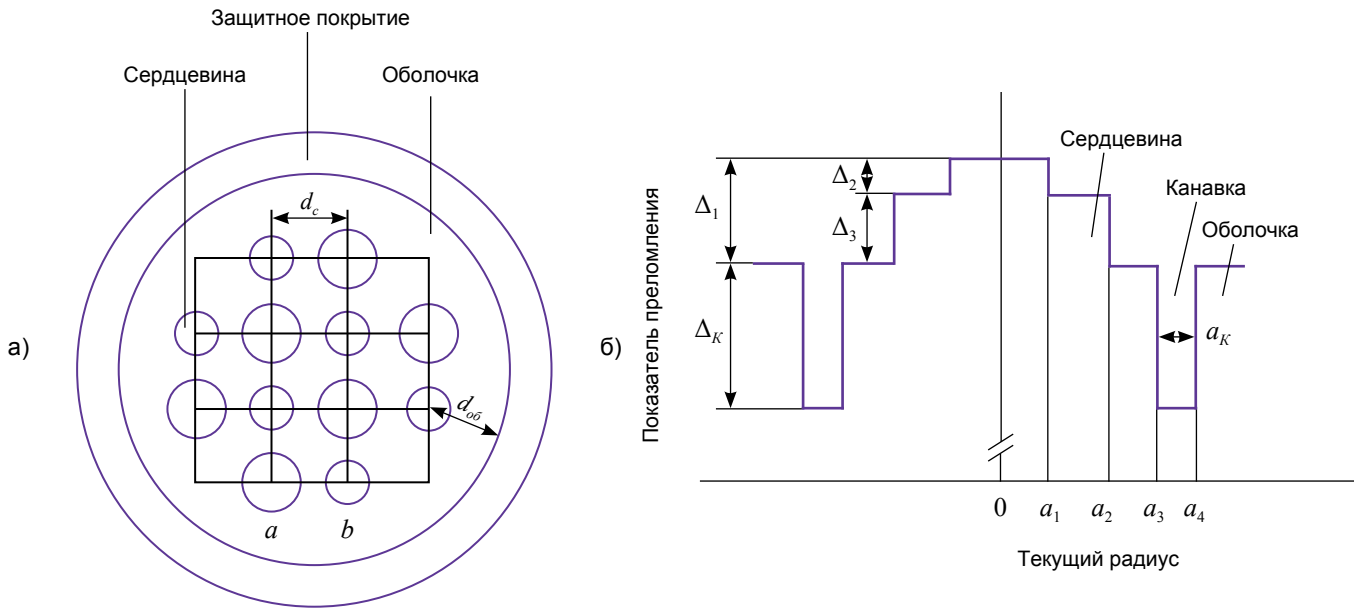 Защитное покрытие
Сердцевина
Оболочка
d_c
d_об
а)
a
b
б)
Показатель преломления
Δ_1
Δ_2
Δ_3
Δ_K
Сердцевина
Канавка
Оболочка
a_K
0
a_1
a_2
a_3
a_4
Текущий радиус